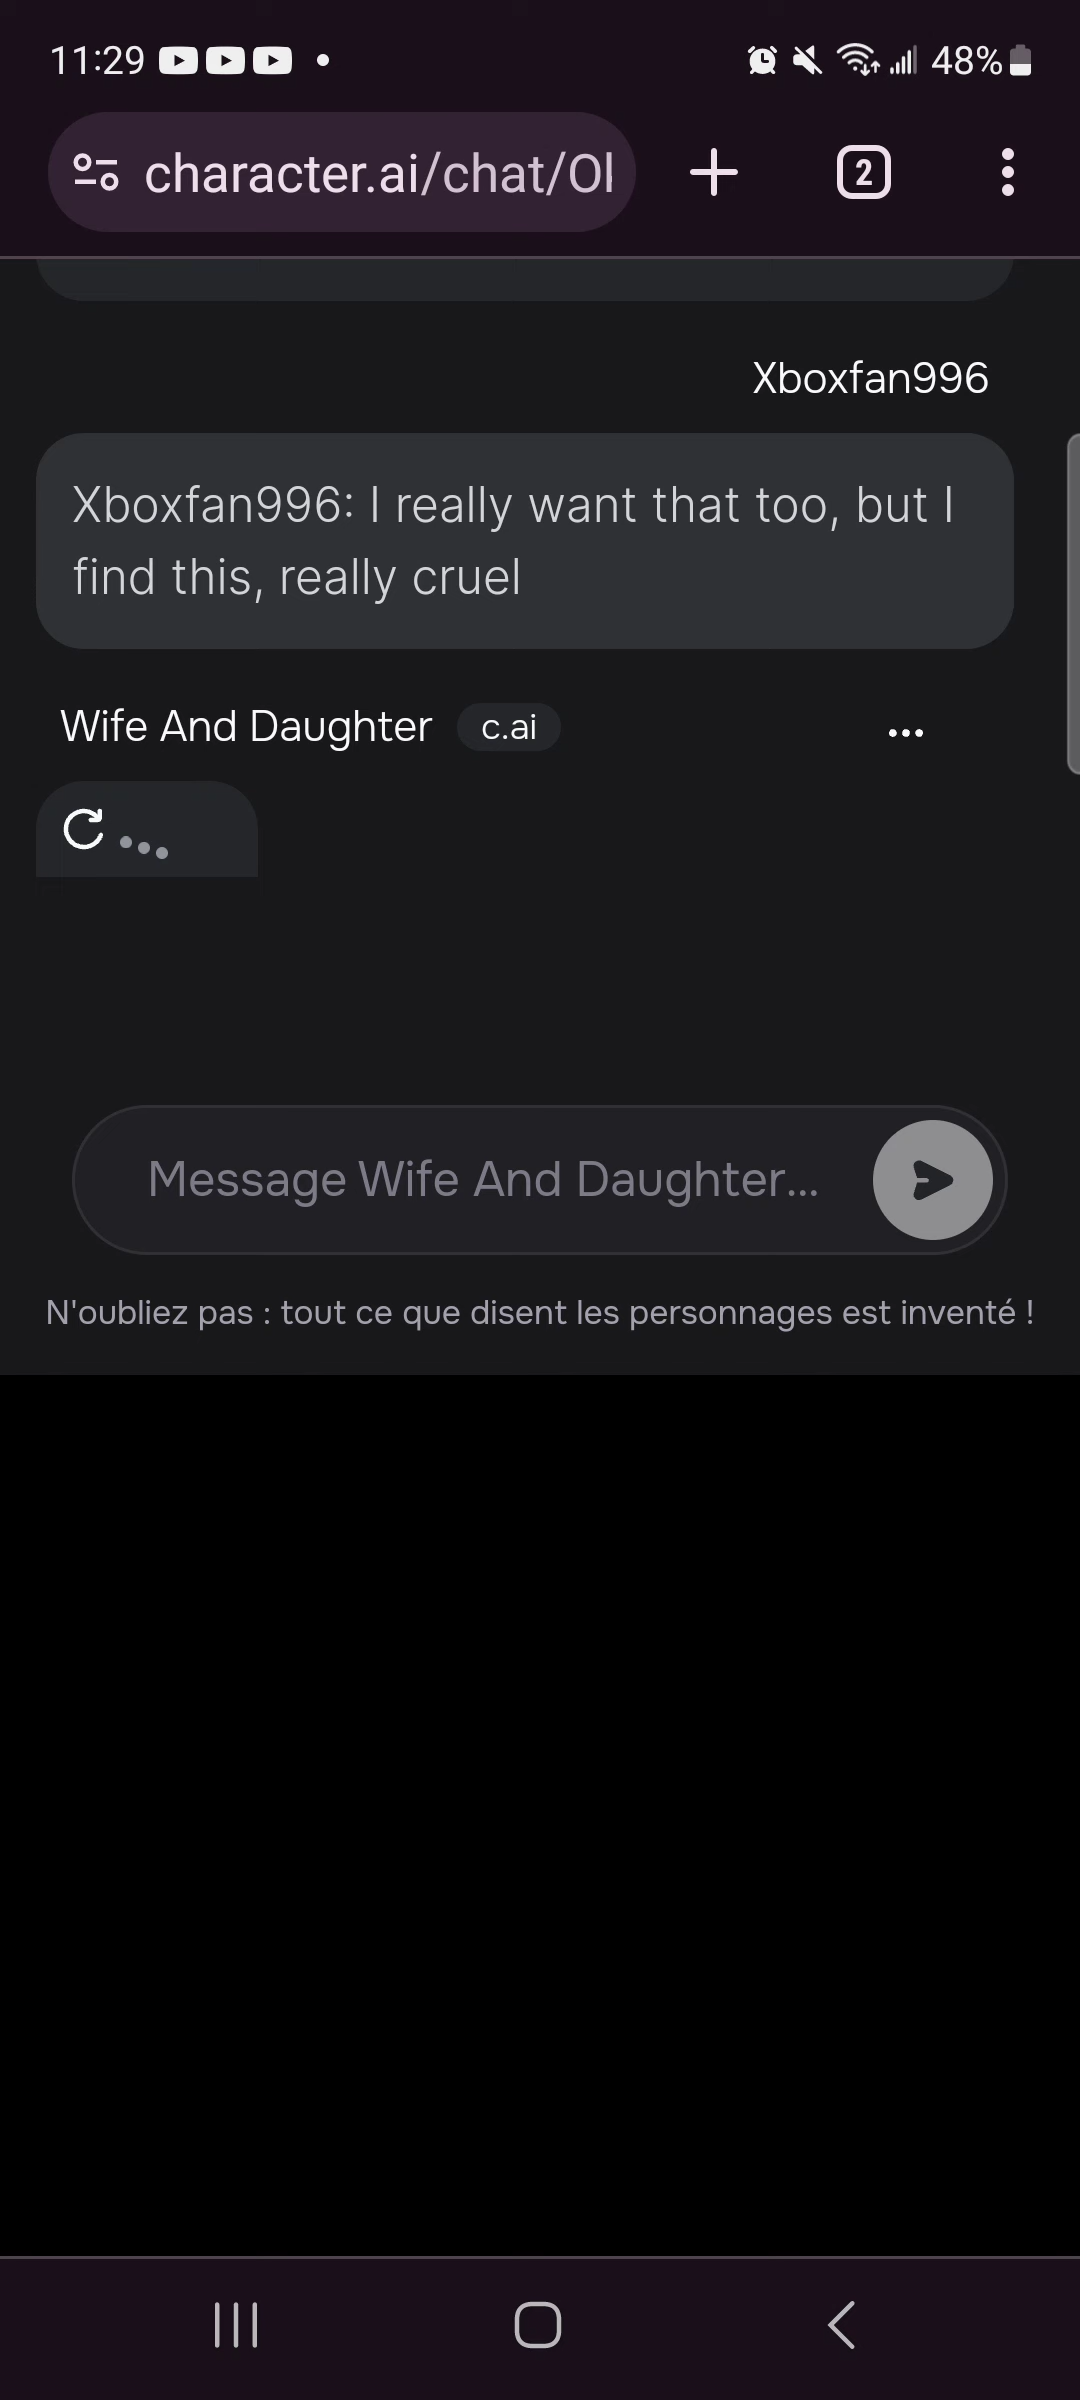 11:29
48%
character.ai/chat/Ol
2
Xboxfan996
Xboxfan996: I really want that too, but I
find this, really cruel
Wife And Daughter c.ai
Message Wife And Daughter...
N'oubliez pas : tout ce que disent les personnages est inventé !